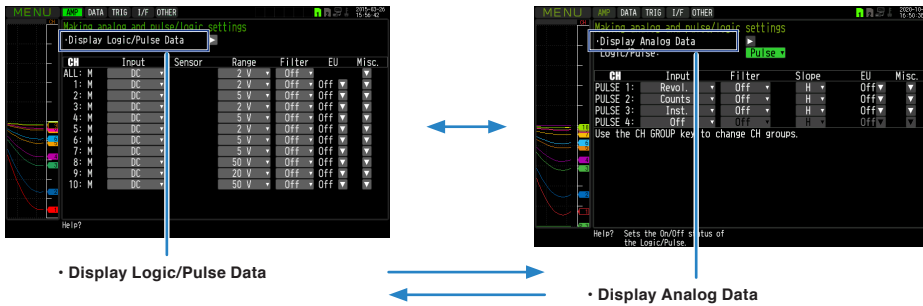 MENU AMP DATA TRIG I/F OTHER 2015-03-26 15:56:42
Making analog and pulse/logic settings
·Display Logic/Pulse Data
CH Input Sensor Range Filter EU Misc.
ALL: M DC 2 V Off
1: M DC 2 V Off Off
2: M DC 5 V Off Off
3: M DC 2 V Off Off
4: M DC 5 V Off Off
5: M DC 2 V Off Off
6: M DC 5 V Off Off
7: M DC 5 V Off Off
8: M DC 50 V Off Off
9: M DC 20 V Off Off
10: M DC 50 V Off Off
Help?
MENU AMP DATA TRIG I/F OTHER
Making analog and pulse/logic settings
·Display Analog Data
Logic/Pulse: Pulse
CH Input Filter Slope EU Misc.
PULSE 1: Revol. Off H Off
PULSE 2: Counts Off H Off
PULSE 3: Inst. Off H Off
PULSE 4: Off Off H Off
Use the CH GROUP key to change CH groups.
Help? Sets the On/Off status of
the Logic/Pulse.
· Display Logic/Pulse Data
· Display Analog Data